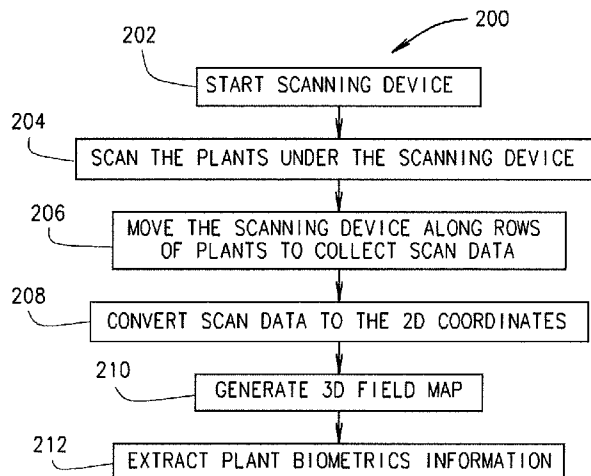 200
202
START SCANNING DEVICE
204
SCAN THE PLANTS UNDER THE SCANNING DEVICE
206
MOVE THE SCANNING DEVICE ALONG ROWS
OF PLANTS TO COLLECT SCAN DATA
208
CONVERT SCAN DATA TO THE 2D COORDINATES
210
GENERATE 3D FIELD MAP
212
EXTRACT PLANT BIOMETRICS INFORMATION